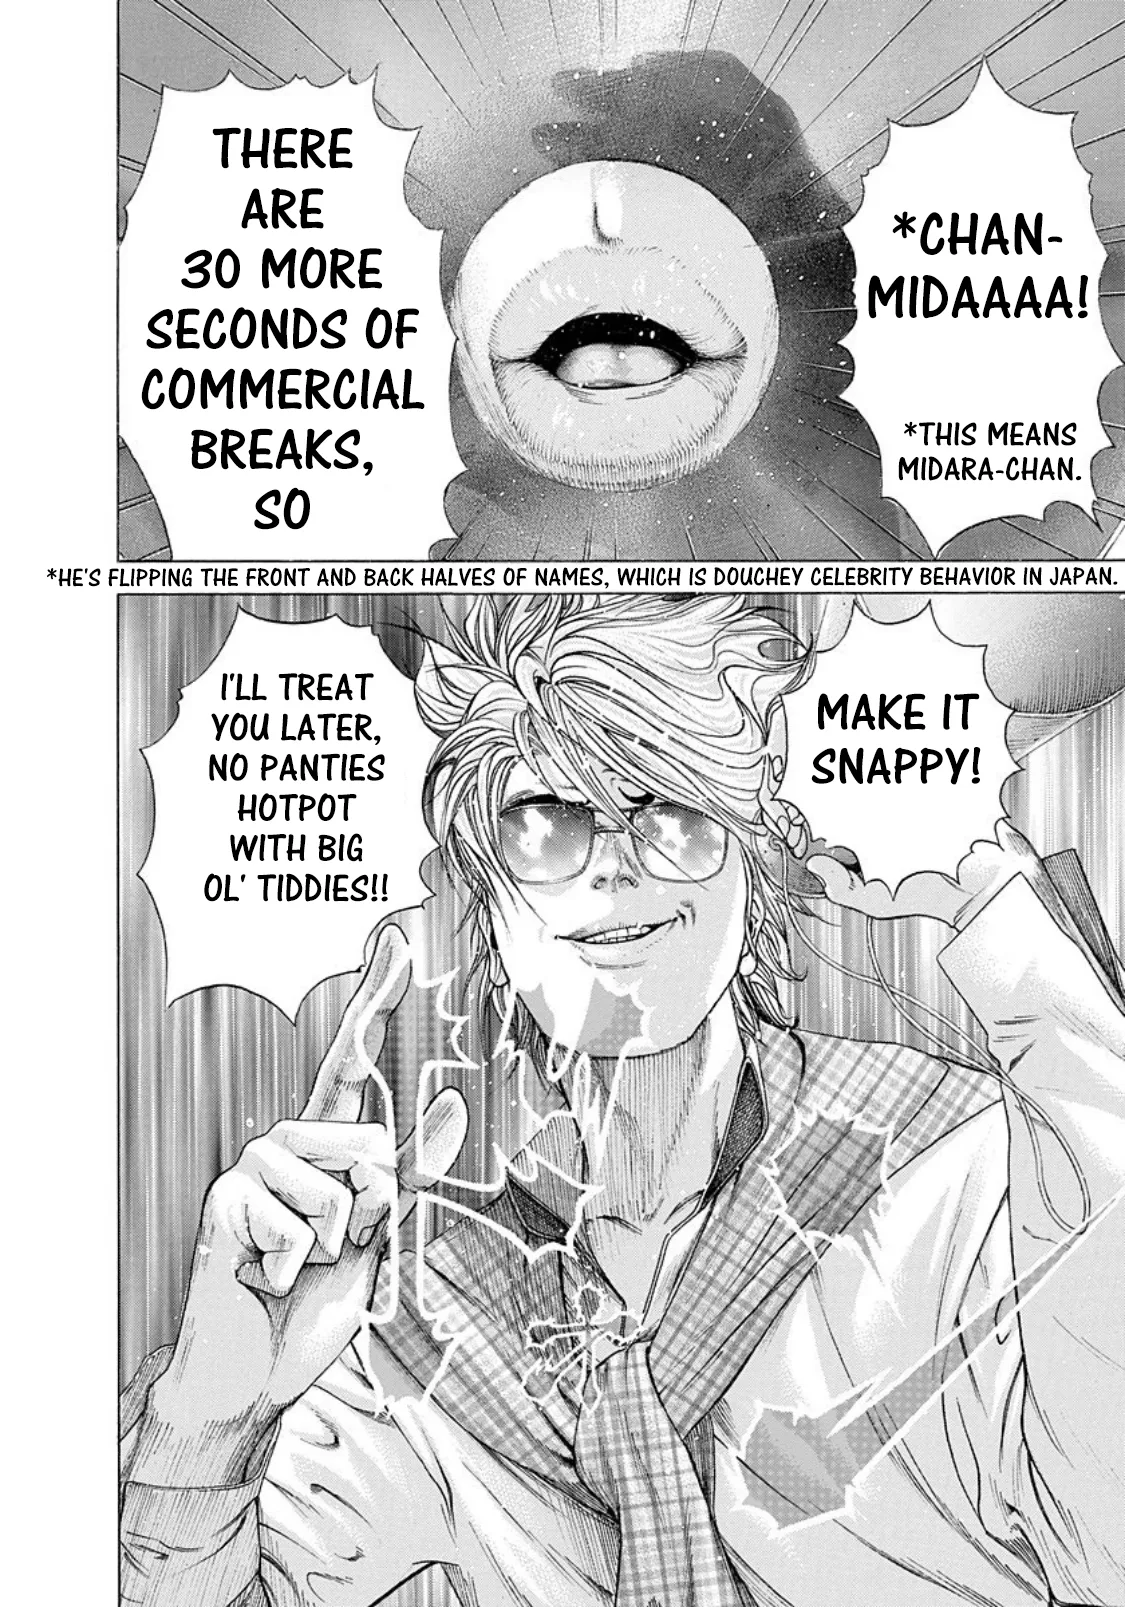 *CHAN-
MIDAAAA!
*THIS MEANS
MIDARA-CHAN.
THERE
ARE
30 MORE
SECONDS OF
COMMERCIAL
BREAKS,
SO
*HE'S FLIPPING THE FRONT AND BACK HALVES OF NAMES, WHICH IS DOUCHEY CELEBRITY BEHAVIOR IN JAPAN.
MAKE IT
SNAPPY!
I'LL TREAT
YOU LATER,
NO PANTIES
HOTPOT
WITH BIG
OL' TIDDIES!!